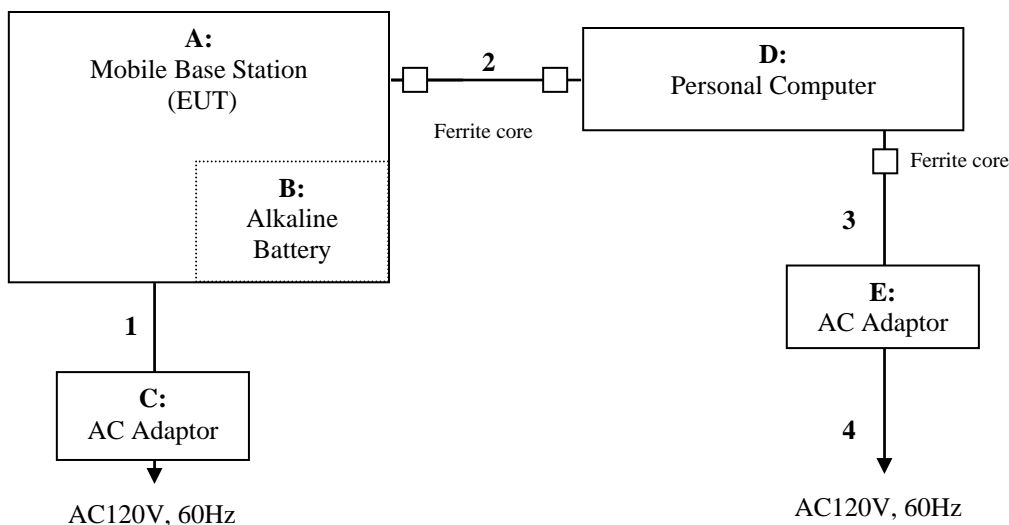 A:
Mobile Base Station
(EUT)
B:
Alkaline
Battery
1
C:
AC Adaptor
AC120V, 60Hz
2
Ferrite core
D:
Personal Computer
Ferrite core
3
E:
AC Adaptor
4
AC120V, 60Hz